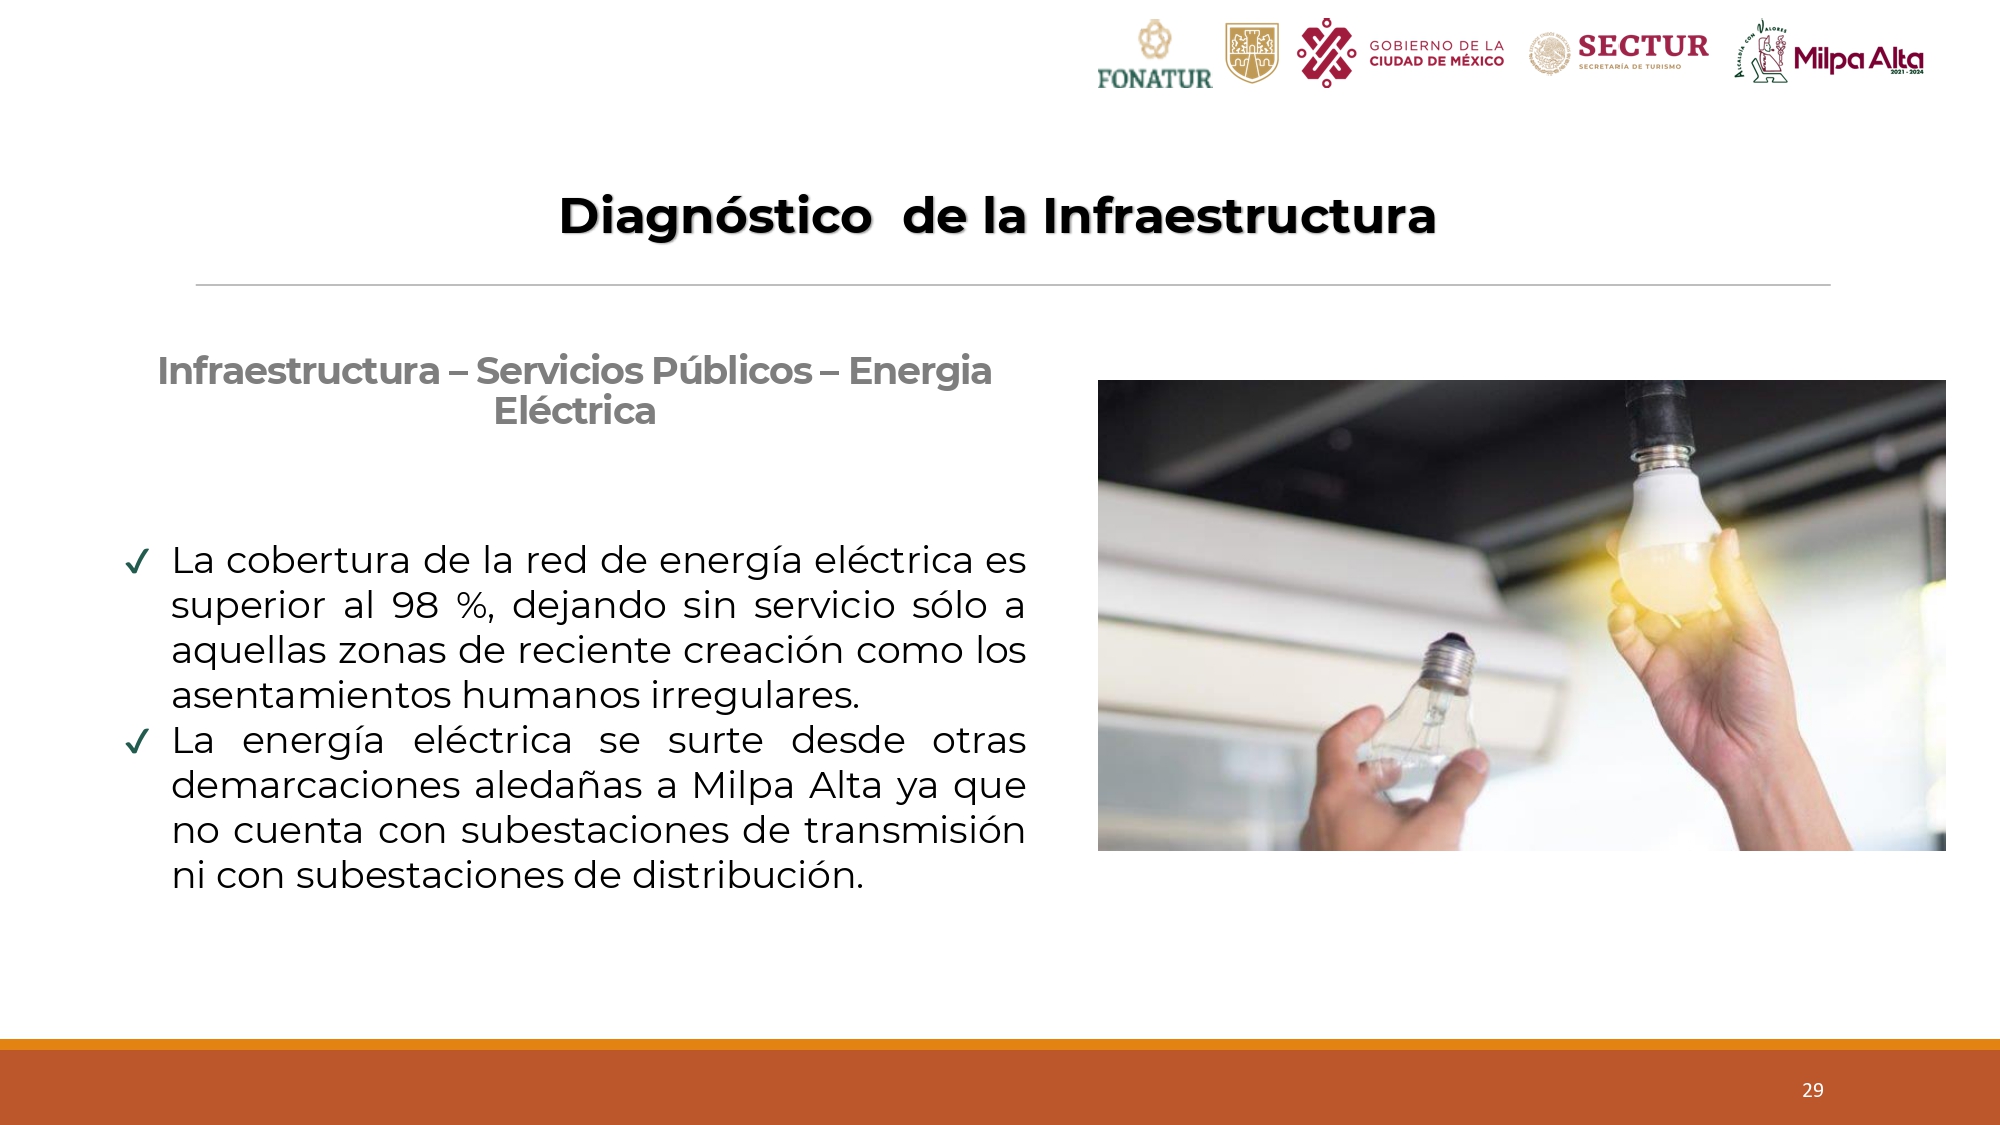 FONATUR
GOBIERNO DE LA
CIUDAD DE MÉXICO
SECTUR
SECRETARÍA DE TURISMO
ALCALDÍA CON VALORES
Milpa Alta
2021 - 2024
Diagnóstico de la Infraestructura
Infraestructura – Servicios Públicos – Energia
Eléctrica
✓ La cobertura de la red de energía eléctrica es
superior al 98 %, dejando sin servicio sólo a
aquellas zonas de reciente creación como los
asentamientos humanos irregulares.
✓ La energía eléctrica se surte desde otras
demarcaciones aledañas a Milpa Alta ya que
no cuenta con subestaciones de transmisión
ni con subestaciones de distribución.
29